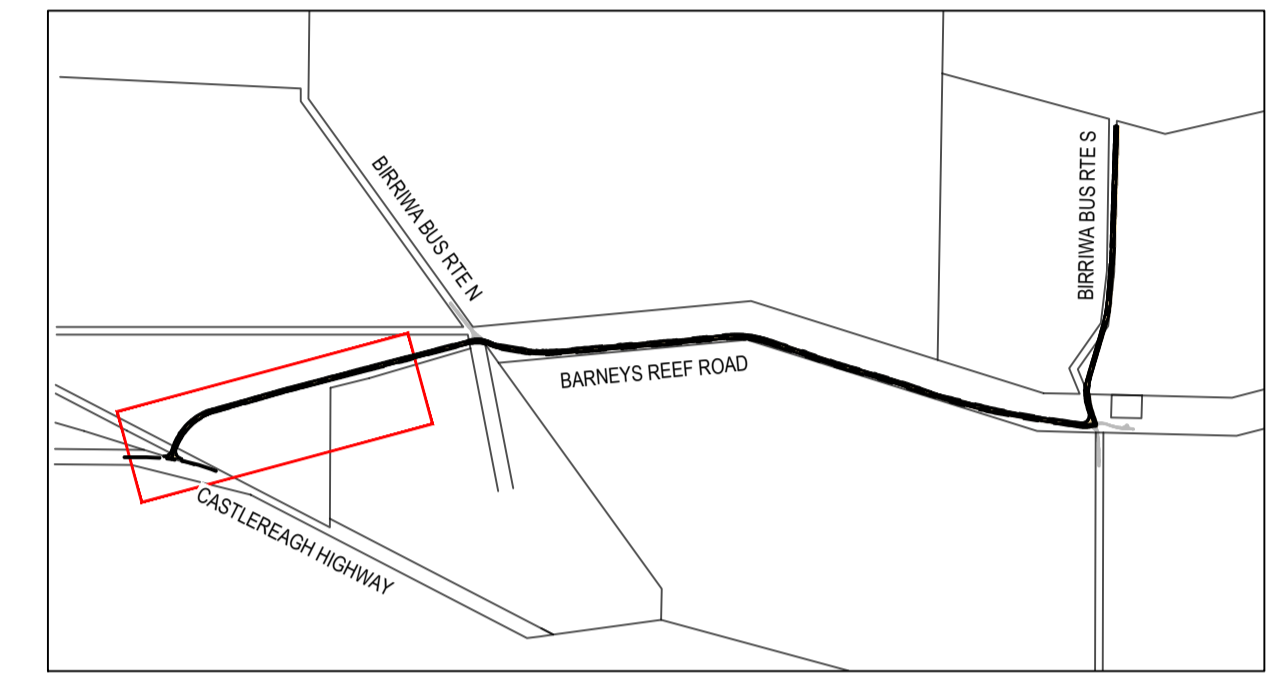 BIRRIWA BUS RTE N
BIRRIWA BUS RTE S
BARNEYS REEF ROAD
CASTLEREAGH HIGHWAY